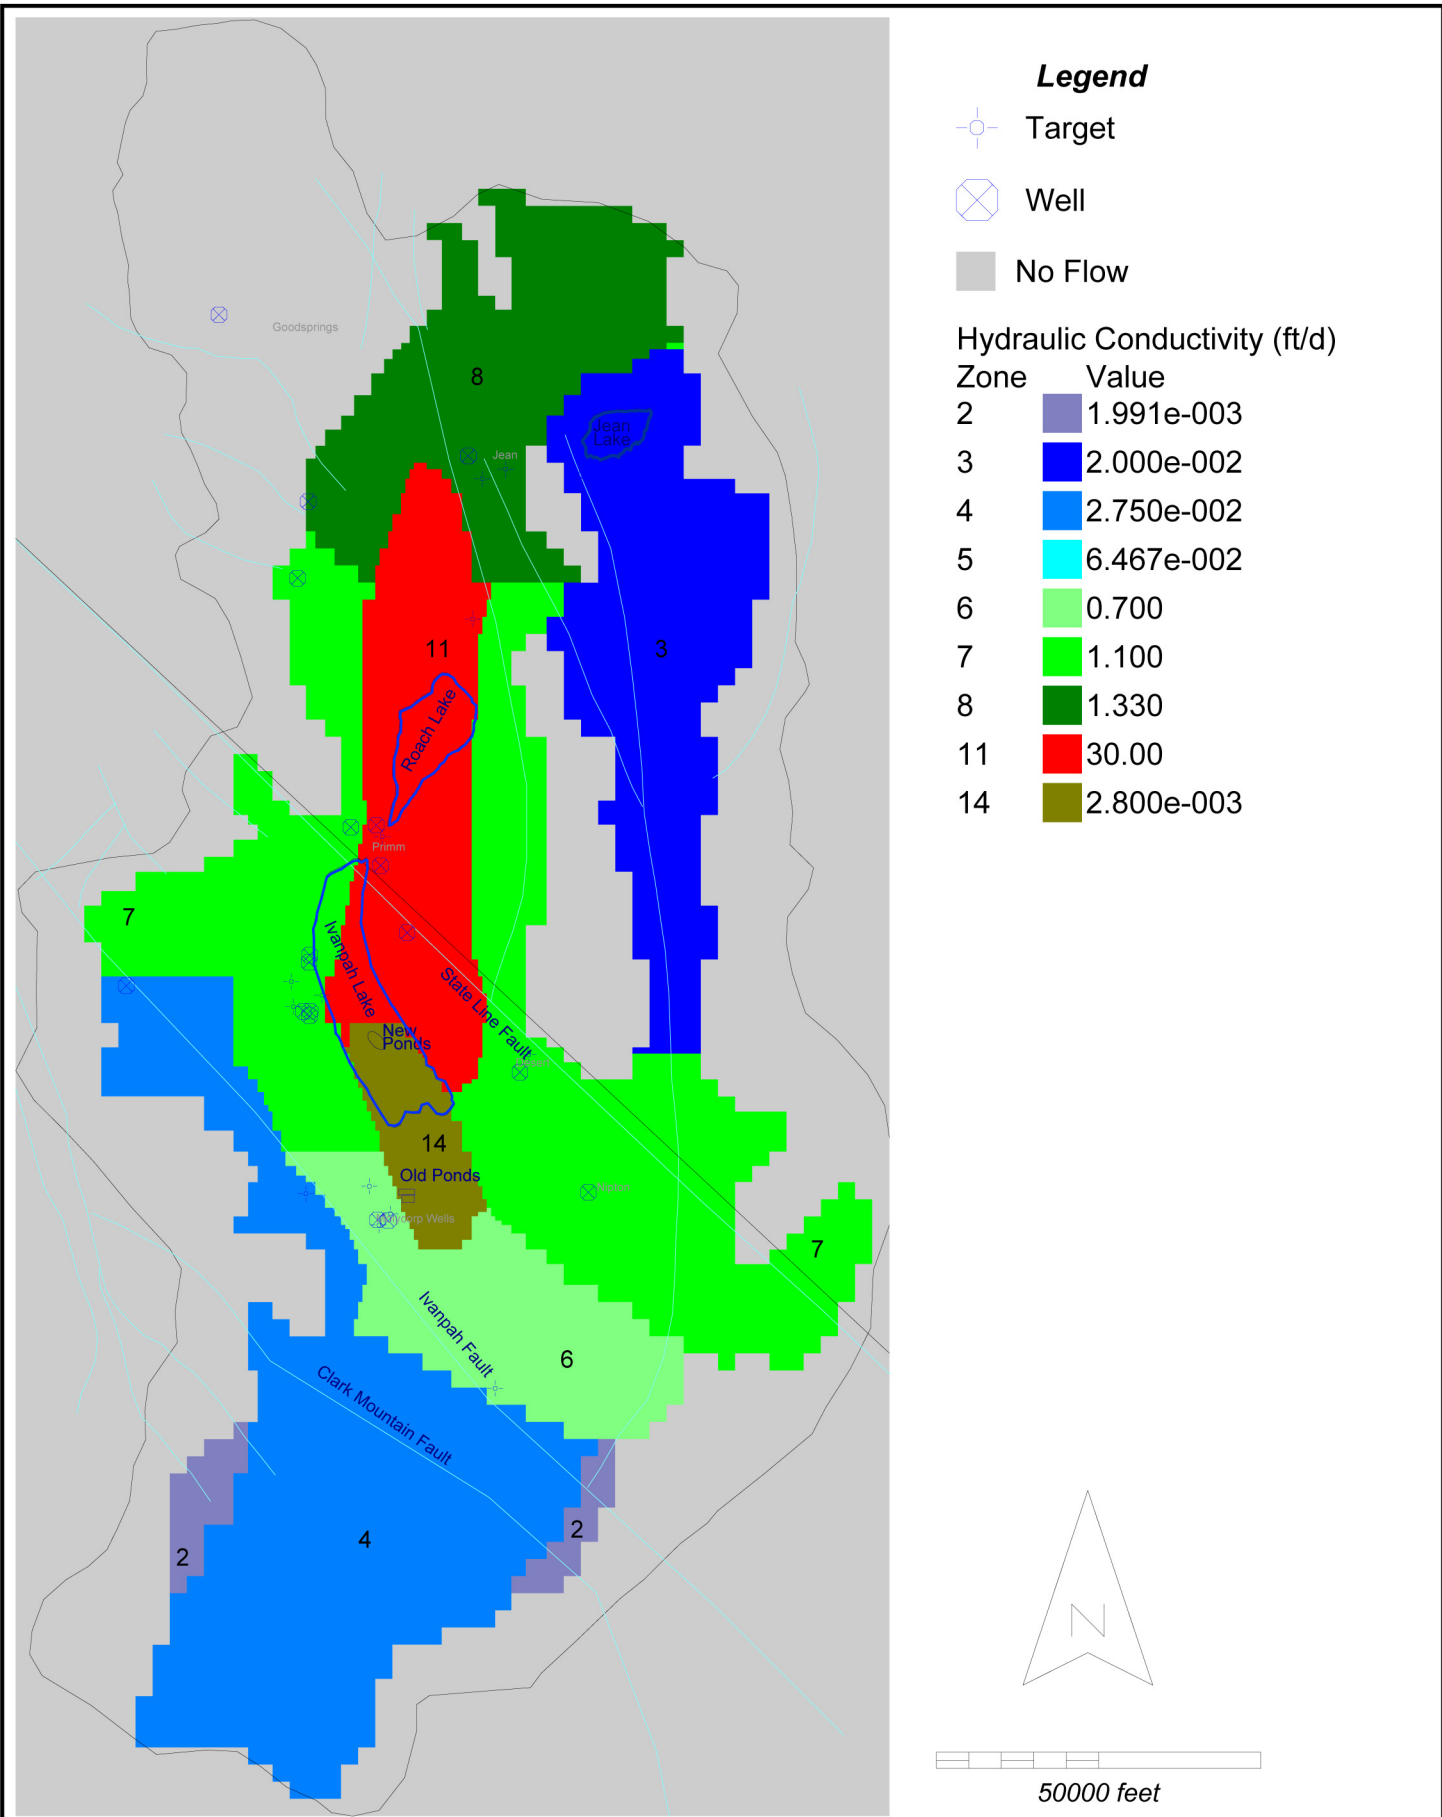 Legend
Target
Well
No Flow
Hydraulic Conductivity (ft/d)
Zone Value
2 1.991e-003
3 2.000e-002
4 2.750e-002
5 6.467e-002
6 0.700
7 1.100
8 1.330
11 30.00
14 2.800e-003
Goodsprings
8
Jean
Lake
Jean
11
3
Roach Lake
Primm
7
Ivanpah Lake
State Line Fault
New
Ponds
14
Old Ponds
7
Ivanpah Fault
6
Clark Mountain Fault
2
4
2
N
50000 feet